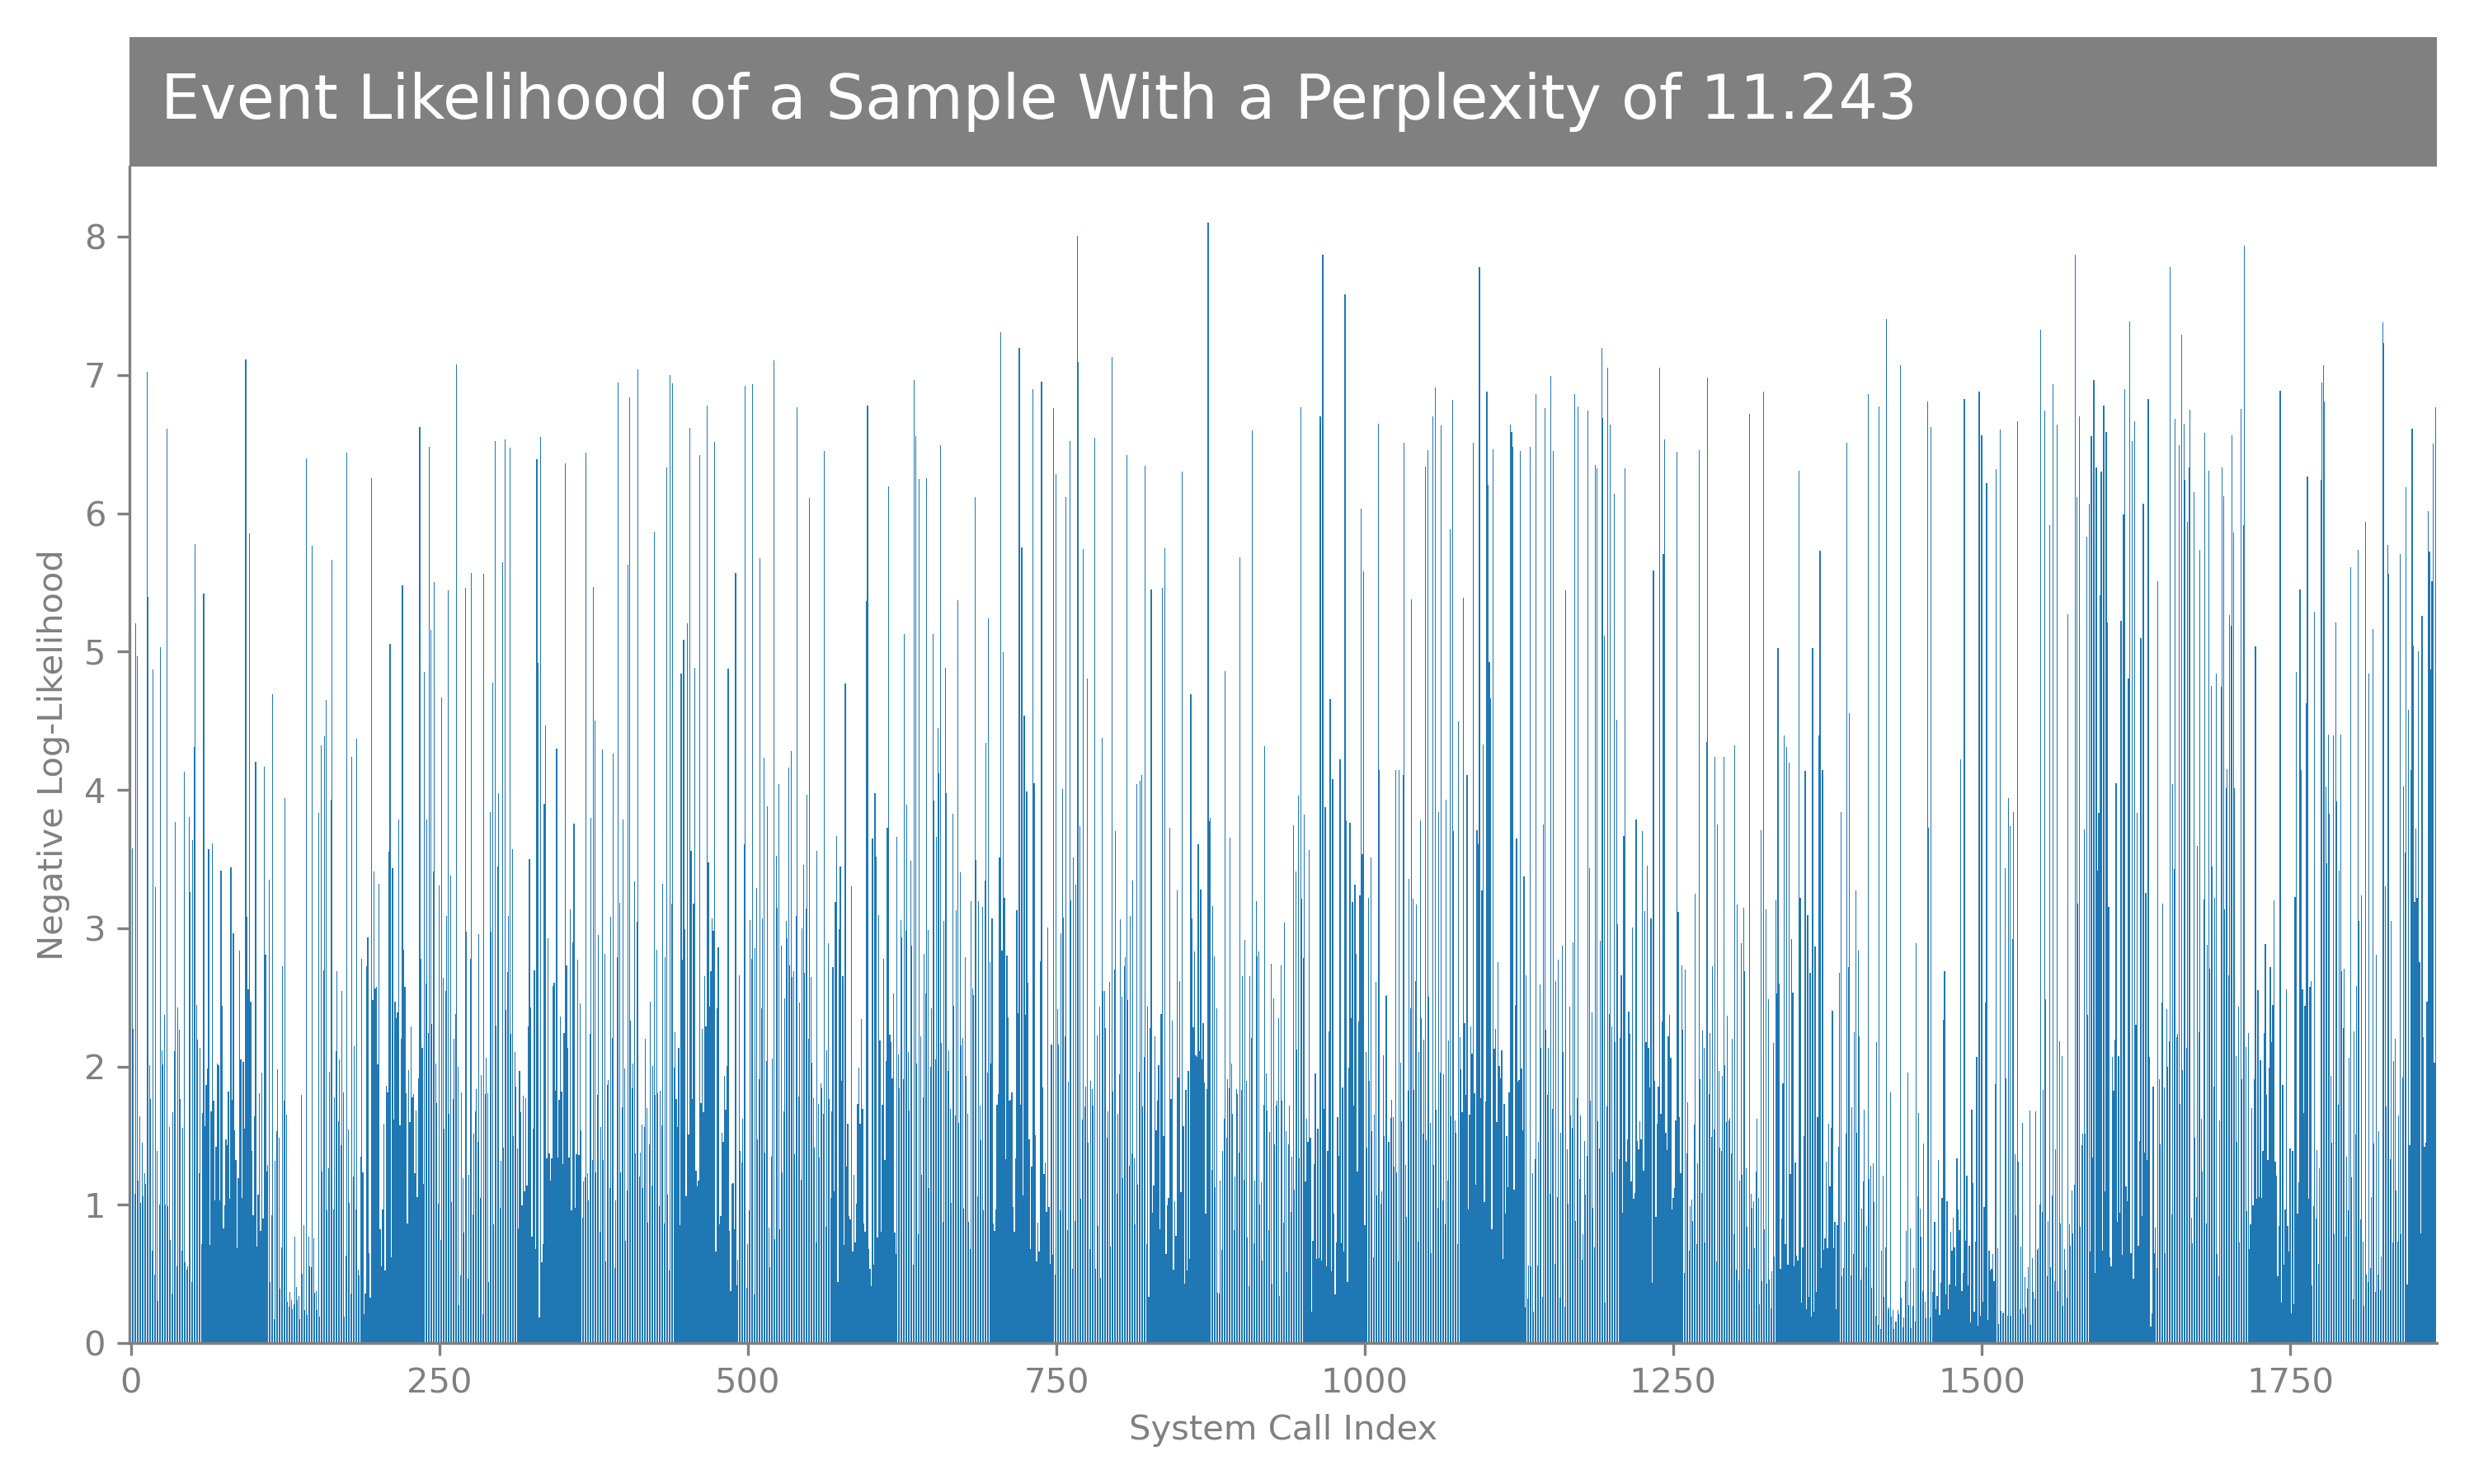 Event Likelihood of a Sample With a Perplexity of 11.243
Negative Log-Likelihood
8
7
6
5
4
3
2
1
0
0 250 500 750 1000 1250 1500 1750
System Call Index